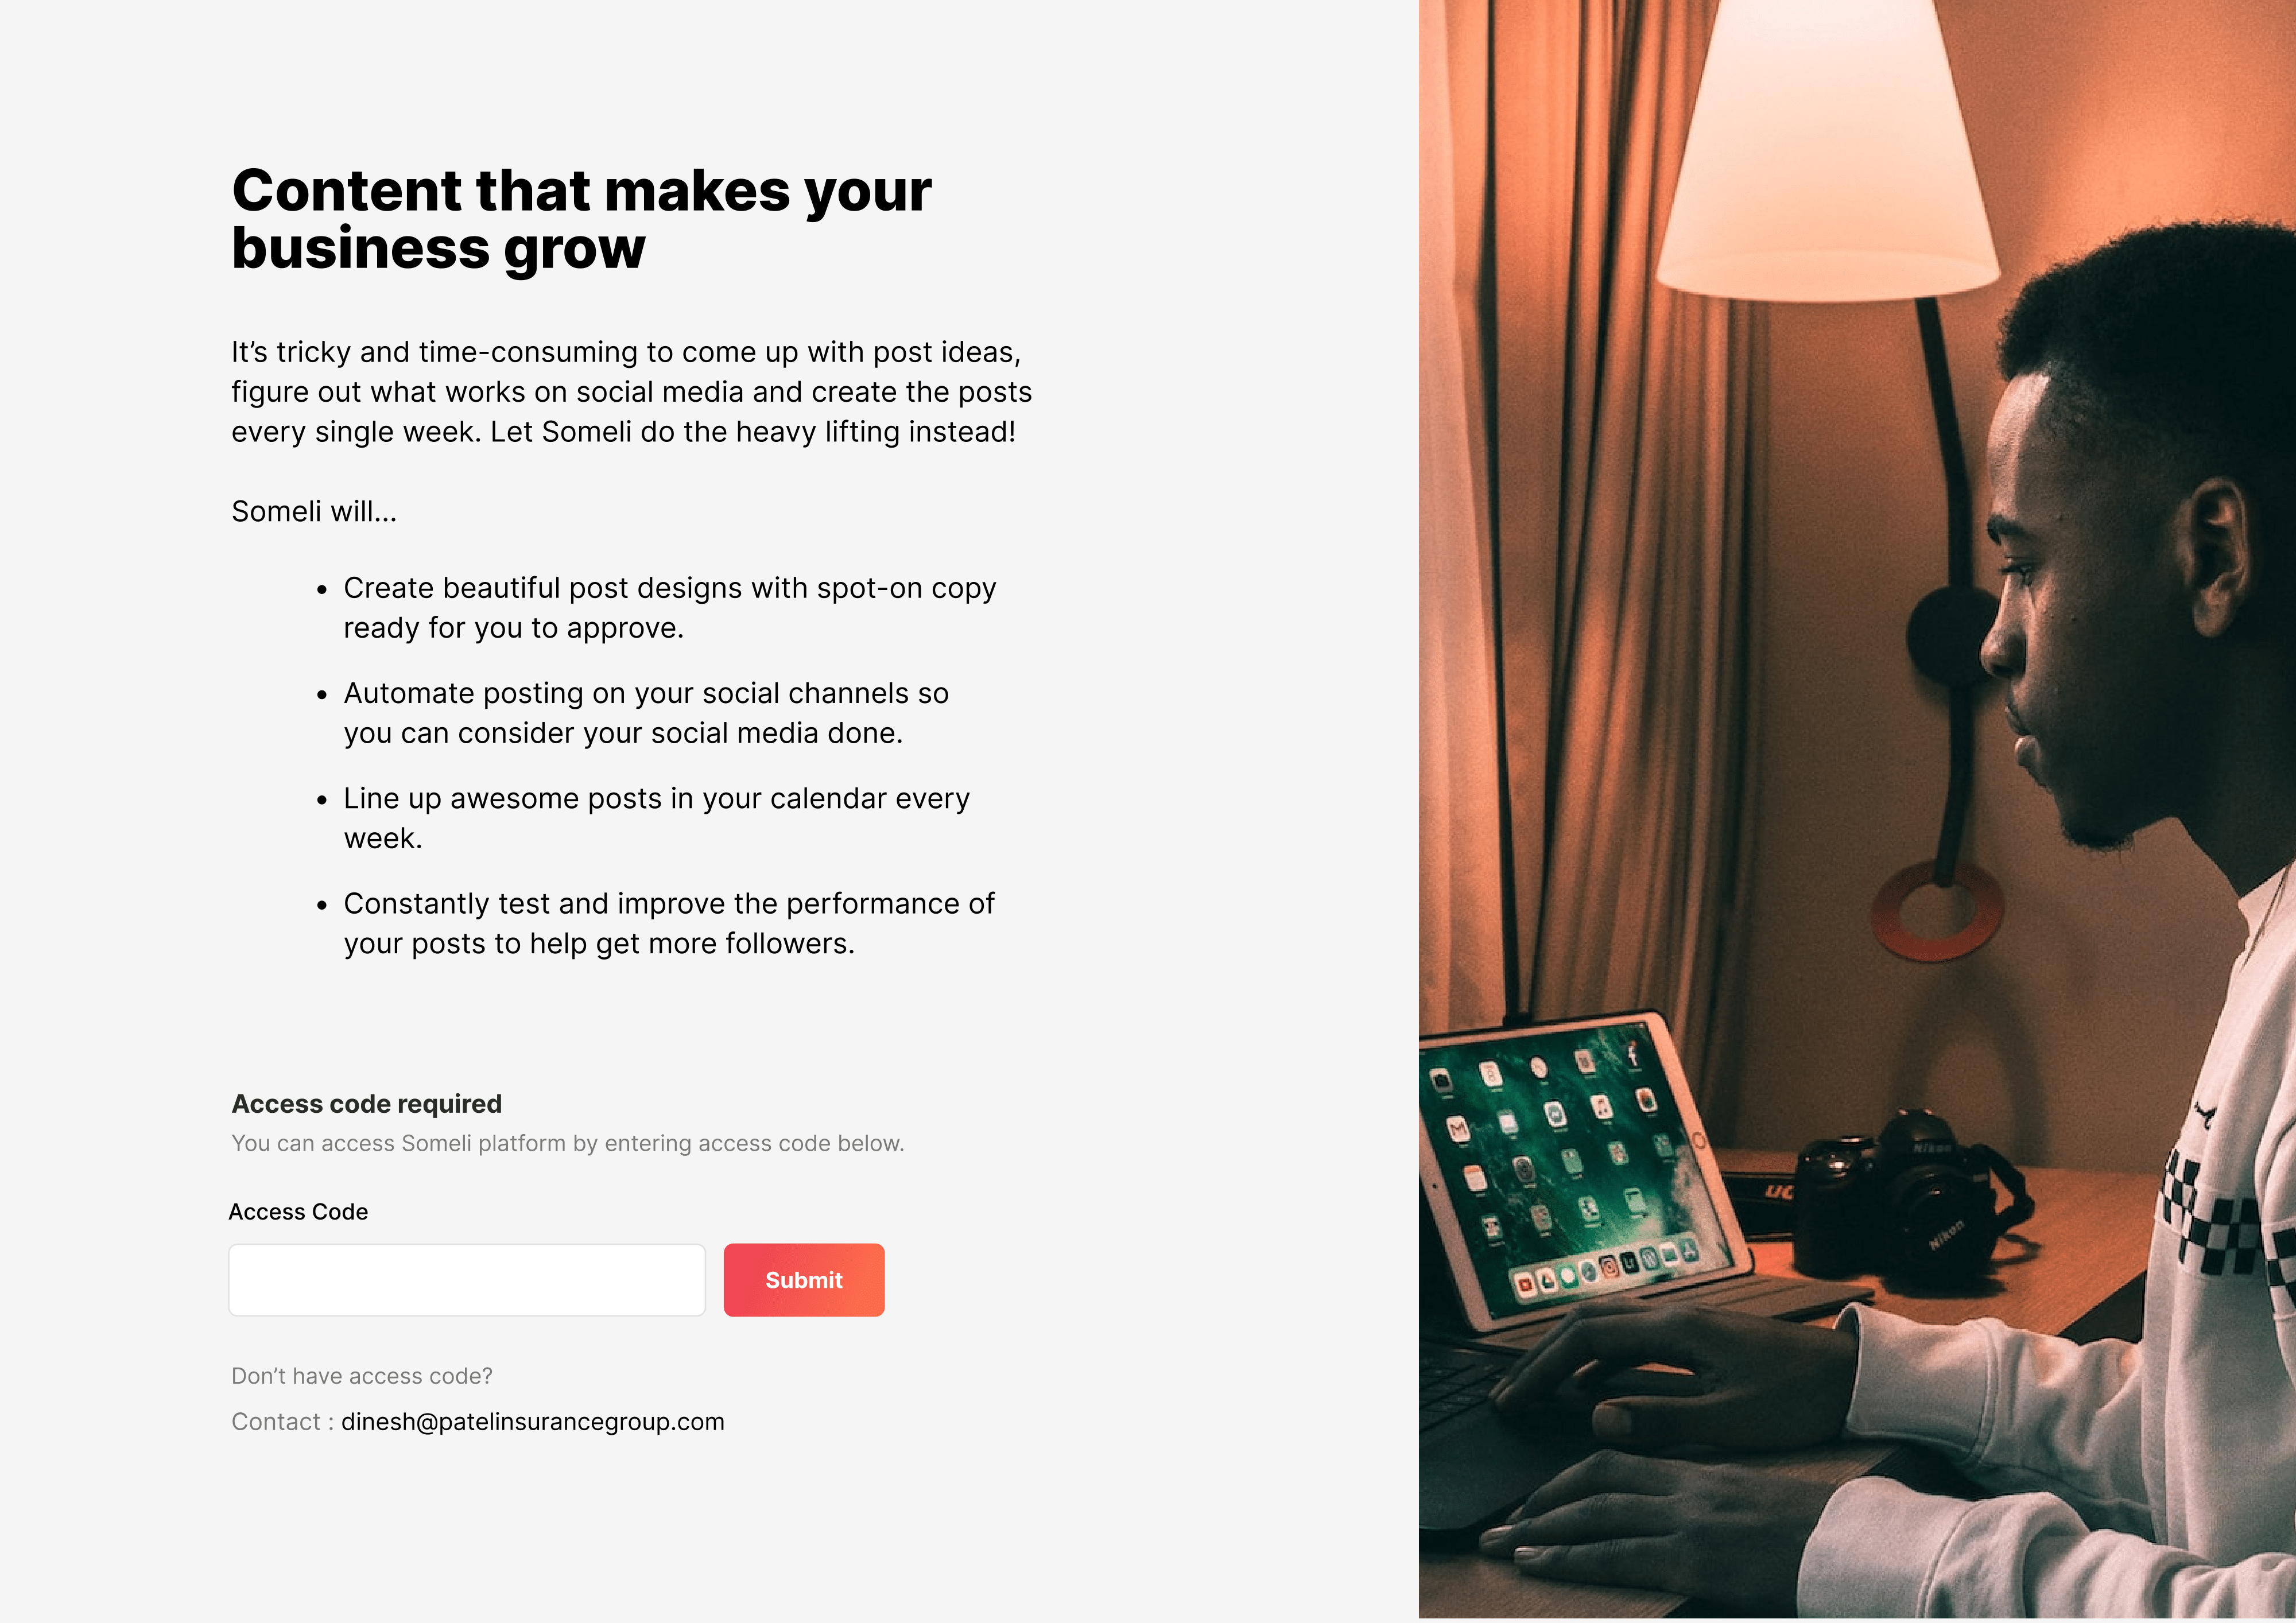 Content that makes your
business grow
It’s tricky and time-consuming to come up with post ideas,
figure out what works on social media and create the posts
every single week. Let Someli do the heavy lifting instead!
Someli will...
• Create beautiful post designs with spot-on copy
ready for you to approve.
• Automate posting on your social channels so
you can consider your social media done.
• Line up awesome posts in your calendar every
week.
• Constantly test and improve the performance of
your posts to help get more followers.
Access code required
You can access Someli platform by entering access code below.
Access Code
Submit
Don’t have access code?
Contact : dinesh@patelinsurancegroup.com
Nikon
Nikon